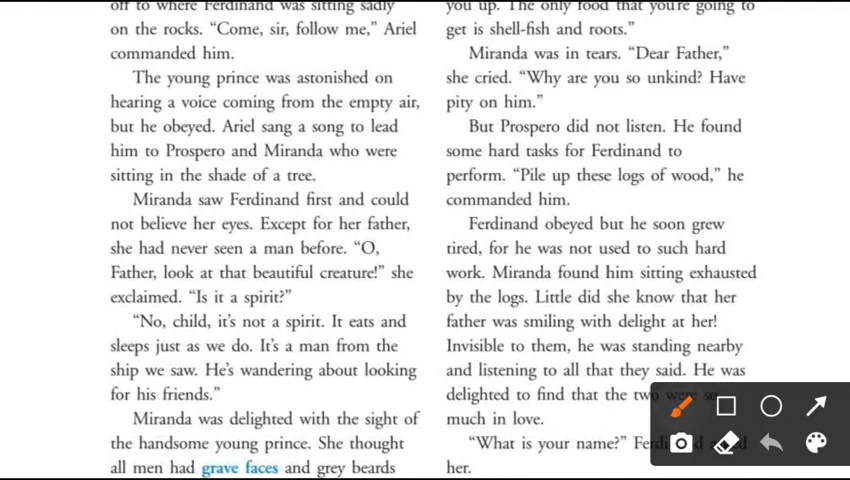 off to where Ferdinand was sitting sadly
on the rocks. “Come, sir, follow me,” Ariel
commanded him.
The young prince was astonished on
hearing a voice coming from the empty air,
but he obeyed. Ariel sang a song to lead
him to Prospero and Miranda who were
sitting in the shade of a tree.
Miranda saw Ferdinand first and could
not believe her eyes. Except for her father,
she had never seen a man before. “O,
Father, look at that beautiful creature!” she
exclaimed. “Is it a spirit?”
“No, child, it’s not a spirit. It eats and
sleeps just as we do. It’s a man from the
ship we saw. He’s wandering about looking
for his friends.”
Miranda was delighted with the sight of
the handsome young prince. She thought
all men had grave faces and grey beards
you up. The only food that you’re going to
get is shell-fish and roots.”
Miranda was in tears. “Dear Father,”
she cried. “Why are you so unkind? Have
pity on him.”
But Prospero did not listen. He found
some hard tasks for Ferdinand to
perform. “Pile up these logs of wood,” he
commanded him.
Ferdinand obeyed but he soon grew
tired, for he was not used to such hard
work. Miranda found him sitting exhausted
by the logs. Little did she know that her
father was smiling with delight at her!
Invisible to them, he was standing nearby
and listening to all that they said. He was
delighted to find that the two were so
much in love.
“What is your name?” Ferdinand asked
her.